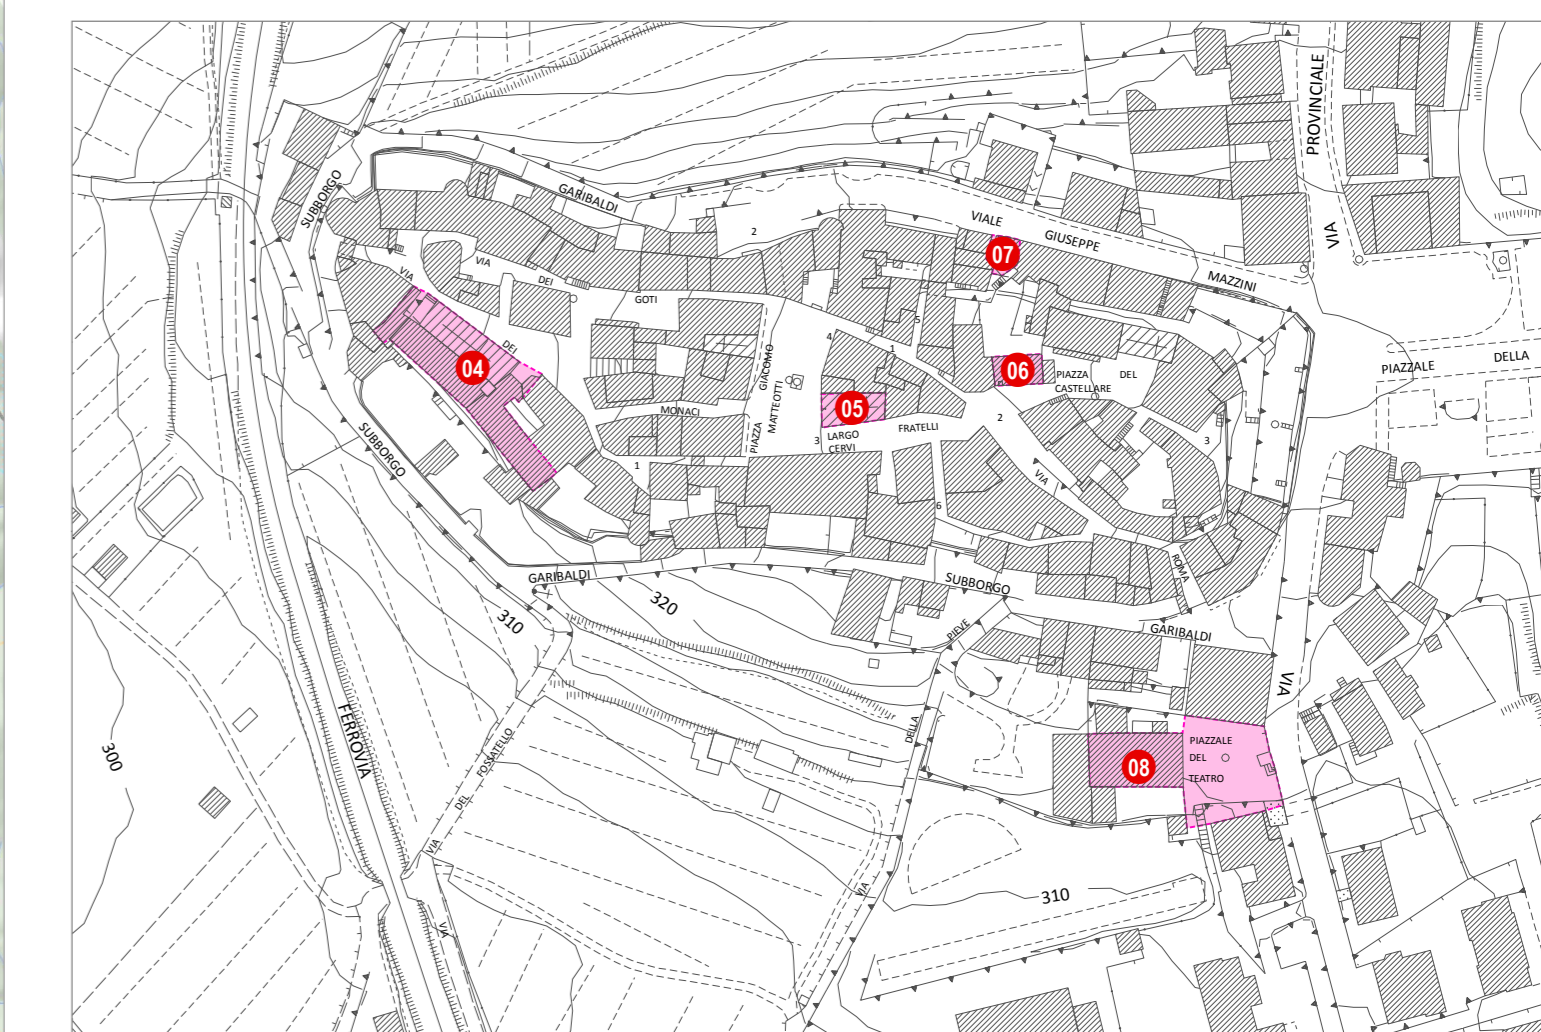 PROVINCIALE
VIA
SUBBORGO
GARIBALDI
VIALE
GIUSEPPE
MAZZINI
2
07
VIA
VIA
DEI
GOTI
5
4
1
DEI
04
GIACOMO
MATTEOTTI
PIAZZA
06
PIAZZA
DEL
CASTELLARE
PIAZZALE
DELLA
05
MONACI
3
LARGO
CERVI
FRATELLI
2
3
SUBBORGO
1
VIA
6
ROMA
GARIBALDI
320
310
SUBBORGO
PIEVE
GARIBALDI
VIA
FERROVIA
300
DELLA
FOSSATELLO
DEL
VIA
08
PIAZZALE
DEL
TEATRO
VIA
310
VIA